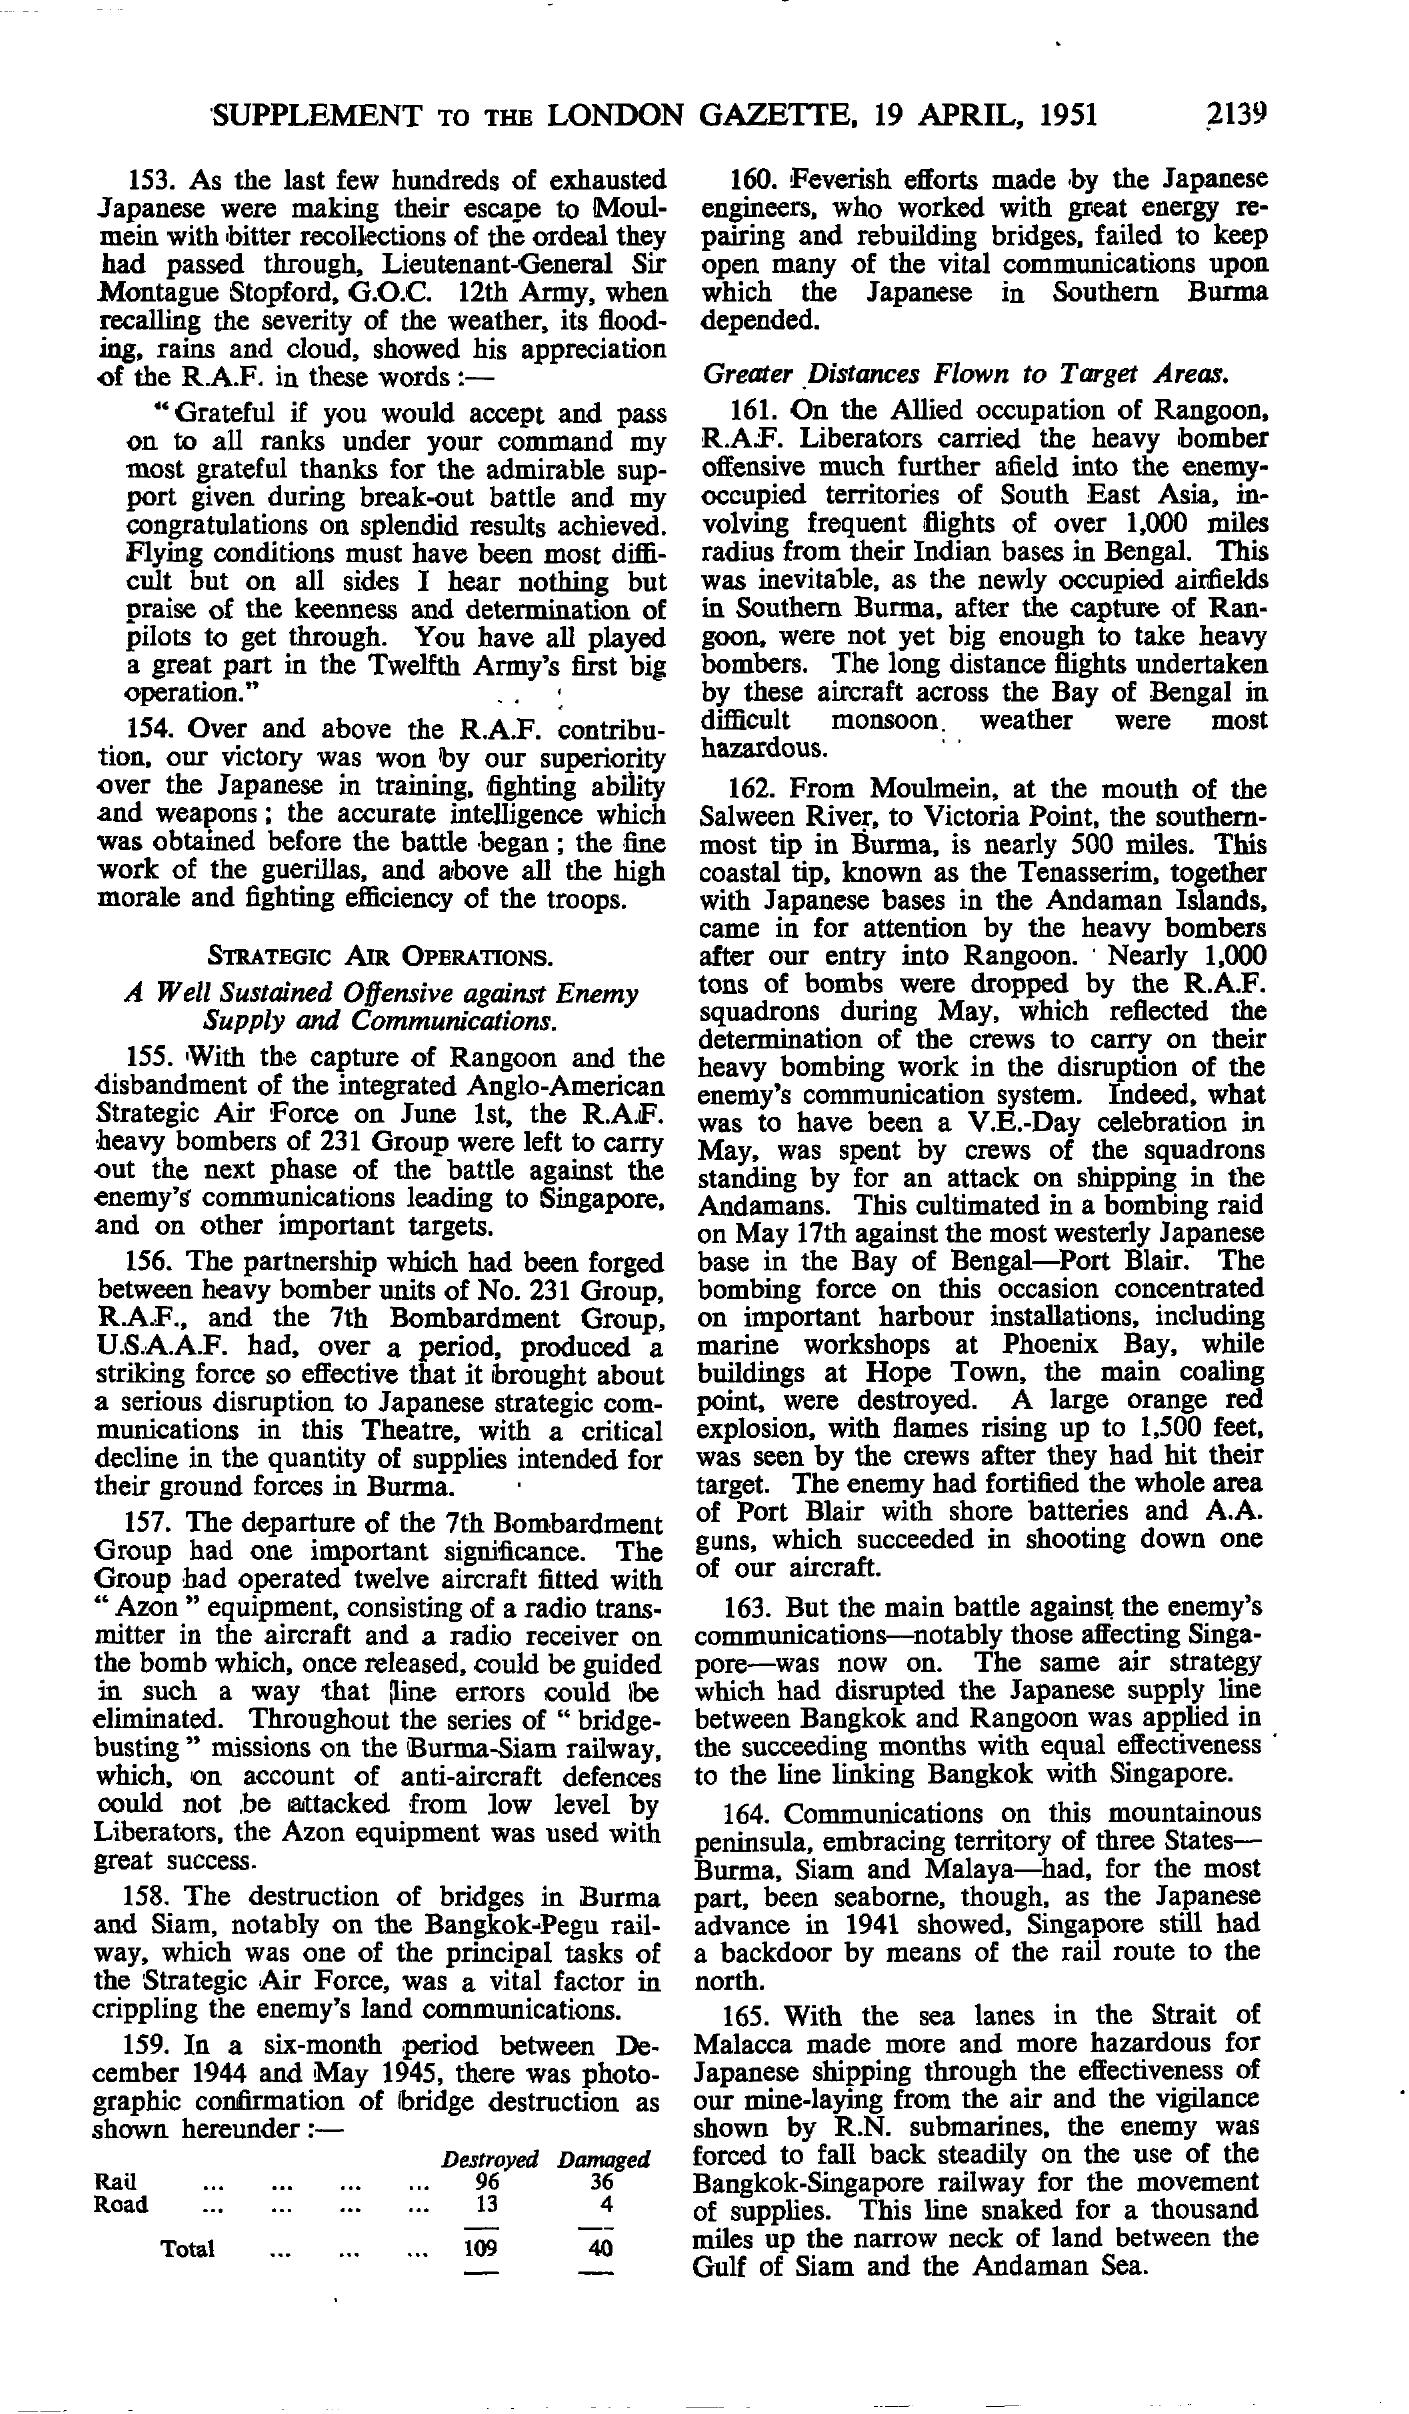 SUPPLEMENT TO THE LONDON GAZETTE, 19 APRIL, 1951 2139
153. As the last few hundreds of exhausted
Japanese were making their escape to Moul-
mein with bitter recollections of the ordeal they
had passed through, Lieutenant-General Sir
Montague Stopford, G.O.C. 12th Army, when
recalling the severity of the weather, its flood-
ing, rains and cloud, showed his appreciation
of the R.A.F. in these words :—
"Grateful if you would accept and pass
on to all ranks under your command my
most grateful thanks for the admirable sup-
port given during break-out battle and my
congratulations on splendid results achieved.
Flying conditions must have been most diffi-
cult but on all sides I hear nothing but
praise of the keenness and determination of
pilots to get through. You have all played
a great part in the Twelfth Army's first big
operation."
154. Over and above the R.A.F. contribu-
tion, our victory was won by our superiority
over the Japanese in training, fighting ability
and weapons ; the accurate intelligence which
was obtained before the battle began ; the fine
work of the guerillas, and above all the high
morale and fighting efficiency of the troops.
STRATEGIC AIR OPERATIONS.
A Well Sustained Offensive against Enemy
Supply and Communications.
155. With the capture of Rangoon and the
disbandment of the integrated Anglo-American
Strategic Air Force on June 1st, the R.A.F.
heavy bombers of 231 Group were left to carry
out the next phase of the battle against the
enemy's communications leading to Singapore,
and on other important targets.
156. The partnership which had been forged
between heavy bomber units of No. 231 Group,
R.A.F., and the 7th Bombardment Group,
U.S.A.A.F. had, over a period, produced a
striking force so effective that it brought about
a serious disruption to Japanese strategic com-
munications in this Theatre, with a critical
decline in the quantity of supplies intended for
their ground forces in Burma.
157. The departure of the 7th Bombardment
Group had one important significance. The
Group had operated twelve aircraft fitted with
" Azon " equipment, consisting of a radio trans-
mitter in the aircraft and a radio receiver on
the bomb which, once released, could be guided
in such a way that line errors could be
eliminated. Throughout the series of " bridge-
busting " missions on the Burma-Siam railway,
which, on account of anti-aircraft defences
could not be attacked from low level by
Liberators, the Azon equipment was used with
great success.
158. The destruction of bridges in Burma
and Siam, notably on the Bangkok-Pegu rail-
way, which was one of the principal tasks of
the Strategic Air Force, was a vital factor in
crippling the enemy's land communications.
159. In a six-month period between De-
cember 1944 and May 1945, there was photo-
graphic confirmation of bridge destruction as
shown hereunder :—
Destroyed Damaged
Rail ... ... ... ... 96 36
Road ... ... ... ... 13 4
Total ... ... ... 109 40
160. Feverish efforts made by the Japanese
engineers, who worked with great energy re-
pairing and rebuilding bridges, failed to keep
open many of the vital communications upon
which the Japanese in Southern Burma
depended.
Greater Distances Flown to Target Areas.
161. On the Allied occupation of Rangoon,
R.A.F. Liberators carried the heavy bomber
offensive much further afield into the enemy-
occupied territories of South East Asia, in-
volving frequent flights of over 1,000 miles
radius from their Indian bases in Bengal. This
was inevitable, as the newly occupied airfields
in Southern Burma, after the capture of Ran-
goon, were not yet big enough to take heavy
bombers. The long distance flights undertaken
by these aircraft across the Bay of Bengal in
difficult monsoon weather were most
hazardous.
162. From Moulmein, at the mouth of the
Salween River, to Victoria Point, the southern-
most tip in Burma, is nearly 500 miles. This
coastal tip, known as the Tenasserim, together
with Japanese bases in the Andaman Islands,
came in for attention by the heavy bombers
after our entry into Rangoon. Nearly 1,000
tons of bombs were dropped by the R.A.F.
squadrons during May, which reflected the
determination of the crews to carry on their
heavy bombing work in the disruption of the
enemy's communication system. Indeed, what
was to have been a V.E.-Day celebration in
May, was spent by crews of the squadrons
standing by for an attack on shipping in the
Andamans. This cultimated in a bombing raid
on May 17th against the most westerly Japanese
base in the Bay of Bengal—Port Blair. The
bombing force on this occasion concentrated
on important harbour installations, including
marine workshops at Phoenix Bay, while
buildings at Hope Town, the main coaling
point, were destroyed. A large orange red
explosion, with flames rising up to 1,500 feet,
was seen by the crews after they had hit their
target. The enemy had fortified the whole area
of Port Blair with shore batteries and A.A.
guns, which succeeded in shooting down one
of our aircraft.
163. But the main battle against the enemy's
communications—notably those affecting Singa-
pore—was now on. The same air strategy
which had disrupted the Japanese supply line
between Bangkok and Rangoon was applied in
the succeeding months with equal effectiveness
to the line linking Bangkok with Singapore.
164. Communications on this mountainous
peninsula, embracing territory of three States—
Burma, Siam and Malaya—had, for the most
part, been seaborne, though, as the Japanese
advance in 1941 showed, Singapore still had
a backdoor by means of the rail route to the
north.
165. With the sea lanes in the Strait of
Malacca made more and more hazardous for
Japanese shipping through the effectiveness of
our mine-laying from the air and the vigilance
shown by R.N. submarines, the enemy was
forced to fall back steadily on the use of the
Bangkok-Singapore railway for the movement
of supplies. This line snaked for a thousand
miles up the narrow neck of land between the
Gulf of Siam and the Andaman Sea.